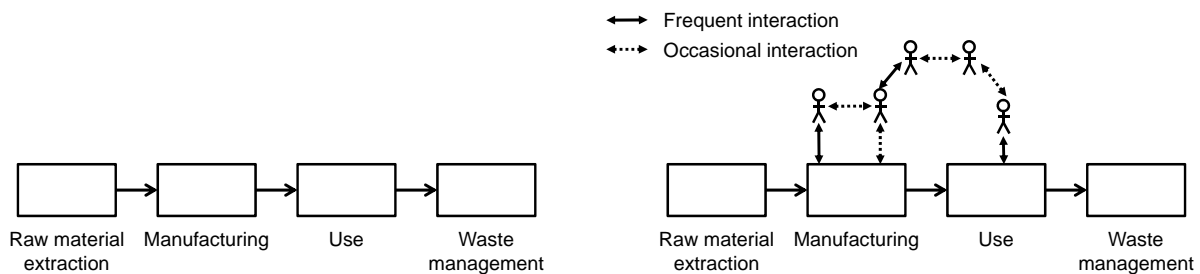 Frequent interaction
Occasional interaction
Raw material
extraction
Manufacturing
Use
Waste
management
Raw material
extraction
Manufacturing
Use
Waste
management